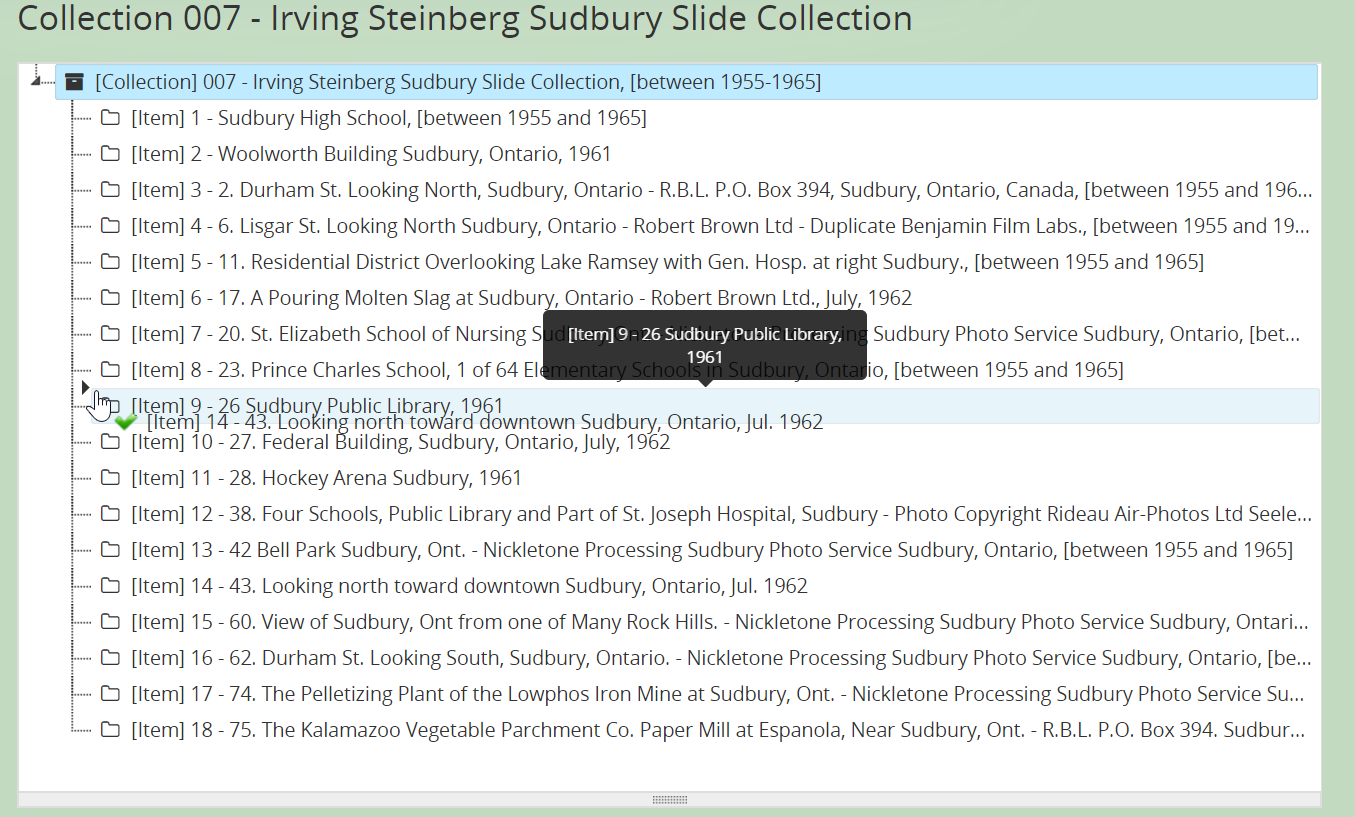 Collection 007 - Irving Steinberg Sudbury Slide Collection
[Collection] 007 - Irving Steinberg Sudbury Slide Collection, [between 1955-1965]
[Item] 1 - Sudbury High School, [between 1955 and 1965]
[Item] 2 - Woolworth Building Sudbury, Ontario, 1961
[Item] 3 - 2. Durham St. Looking North, Sudbury, Ontario - R.B.L. P.O. Box 394, Sudbury, Ontario, Canada, [between 1955 and 196...
[Item] 4 - 6. Lisgar St. Looking North Sudbury, Ontario - Robert Brown Ltd - Duplicate Benjamin Film Labs., [between 1955 and 19...
[Item] 5 - 11. Residential District Overlooking Lake Ramsey with Gen. Hosp. at right Sudbury., [between 1955 and 1965]
[Item] 6 - 17. A Pouring Molten Slag at Sudbury, Ontario - Robert Brown Ltd., July, 1962
[Item] 7 - 20. St. Elizabeth School of Nursing Sudbury Photo Service Sudbury, Ontario, [bet...
[Item] 9 - 26 Sudbury Public Library,
1961
[Item] 8 - 23. Prince Charles School, 1 of 64 Elementary Schools in Sudbury, Ontario, [between 1955 and 1965]
[Item] 9 - 26 Sudbury Public Library, 1961
[Item] 14 - 43. Looking north toward downtown Sudbury, Ontario, Jul. 1962
[Item] 10 - 27. Federal Building, Sudbury, Ontario, July, 1962
[Item] 11 - 28. Hockey Arena Sudbury, 1961
[Item] 12 - 38. Four Schools, Public Library and Part of St. Joseph Hospital, Sudbury - Photo Copyright Rideau Air-Photos Ltd Seele...
[Item] 13 - 42 Bell Park Sudbury, Ont. - Nickletone Processing Sudbury Photo Service Sudbury, Ontario, [between 1955 and 1965]
[Item] 14 - 43. Looking north toward downtown Sudbury, Ontario, Jul. 1962
[Item] 15 - 60. View of Sudbury, Ont from one of Many Rock Hills. - Nickletone Processing Sudbury Photo Service Sudbury, Ontari...
[Item] 16 - 62. Durham St. Looking South, Sudbury, Ontario. - Nickletone Processing Sudbury Photo Service Sudbury, Ontario, [be...
[Item] 17 - 74. The Pelletizing Plant of the Lowphos Iron Mine at Sudbury, Ont. - Nickletone Processing Sudbury Photo Service Su...
[Item] 18 - 75. The Kalamazoo Vegetable Parchment Co. Paper Mill at Espanola, Near Sudbury, Ont. - R.B.L. P.O. Box 394. Sudbur...